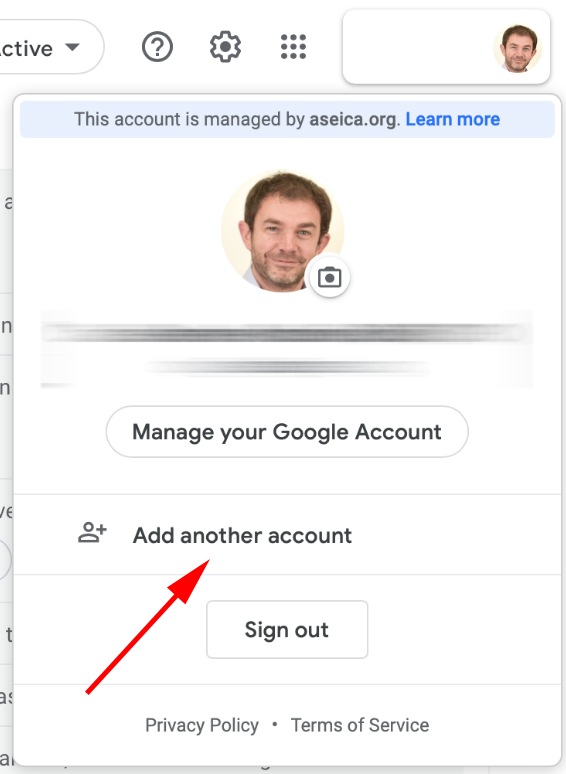 ctive
This account is managed by aseica.org. Learn more
Manage your Google Account
Add another account
Sign out
Privacy Policy • Terms of Service